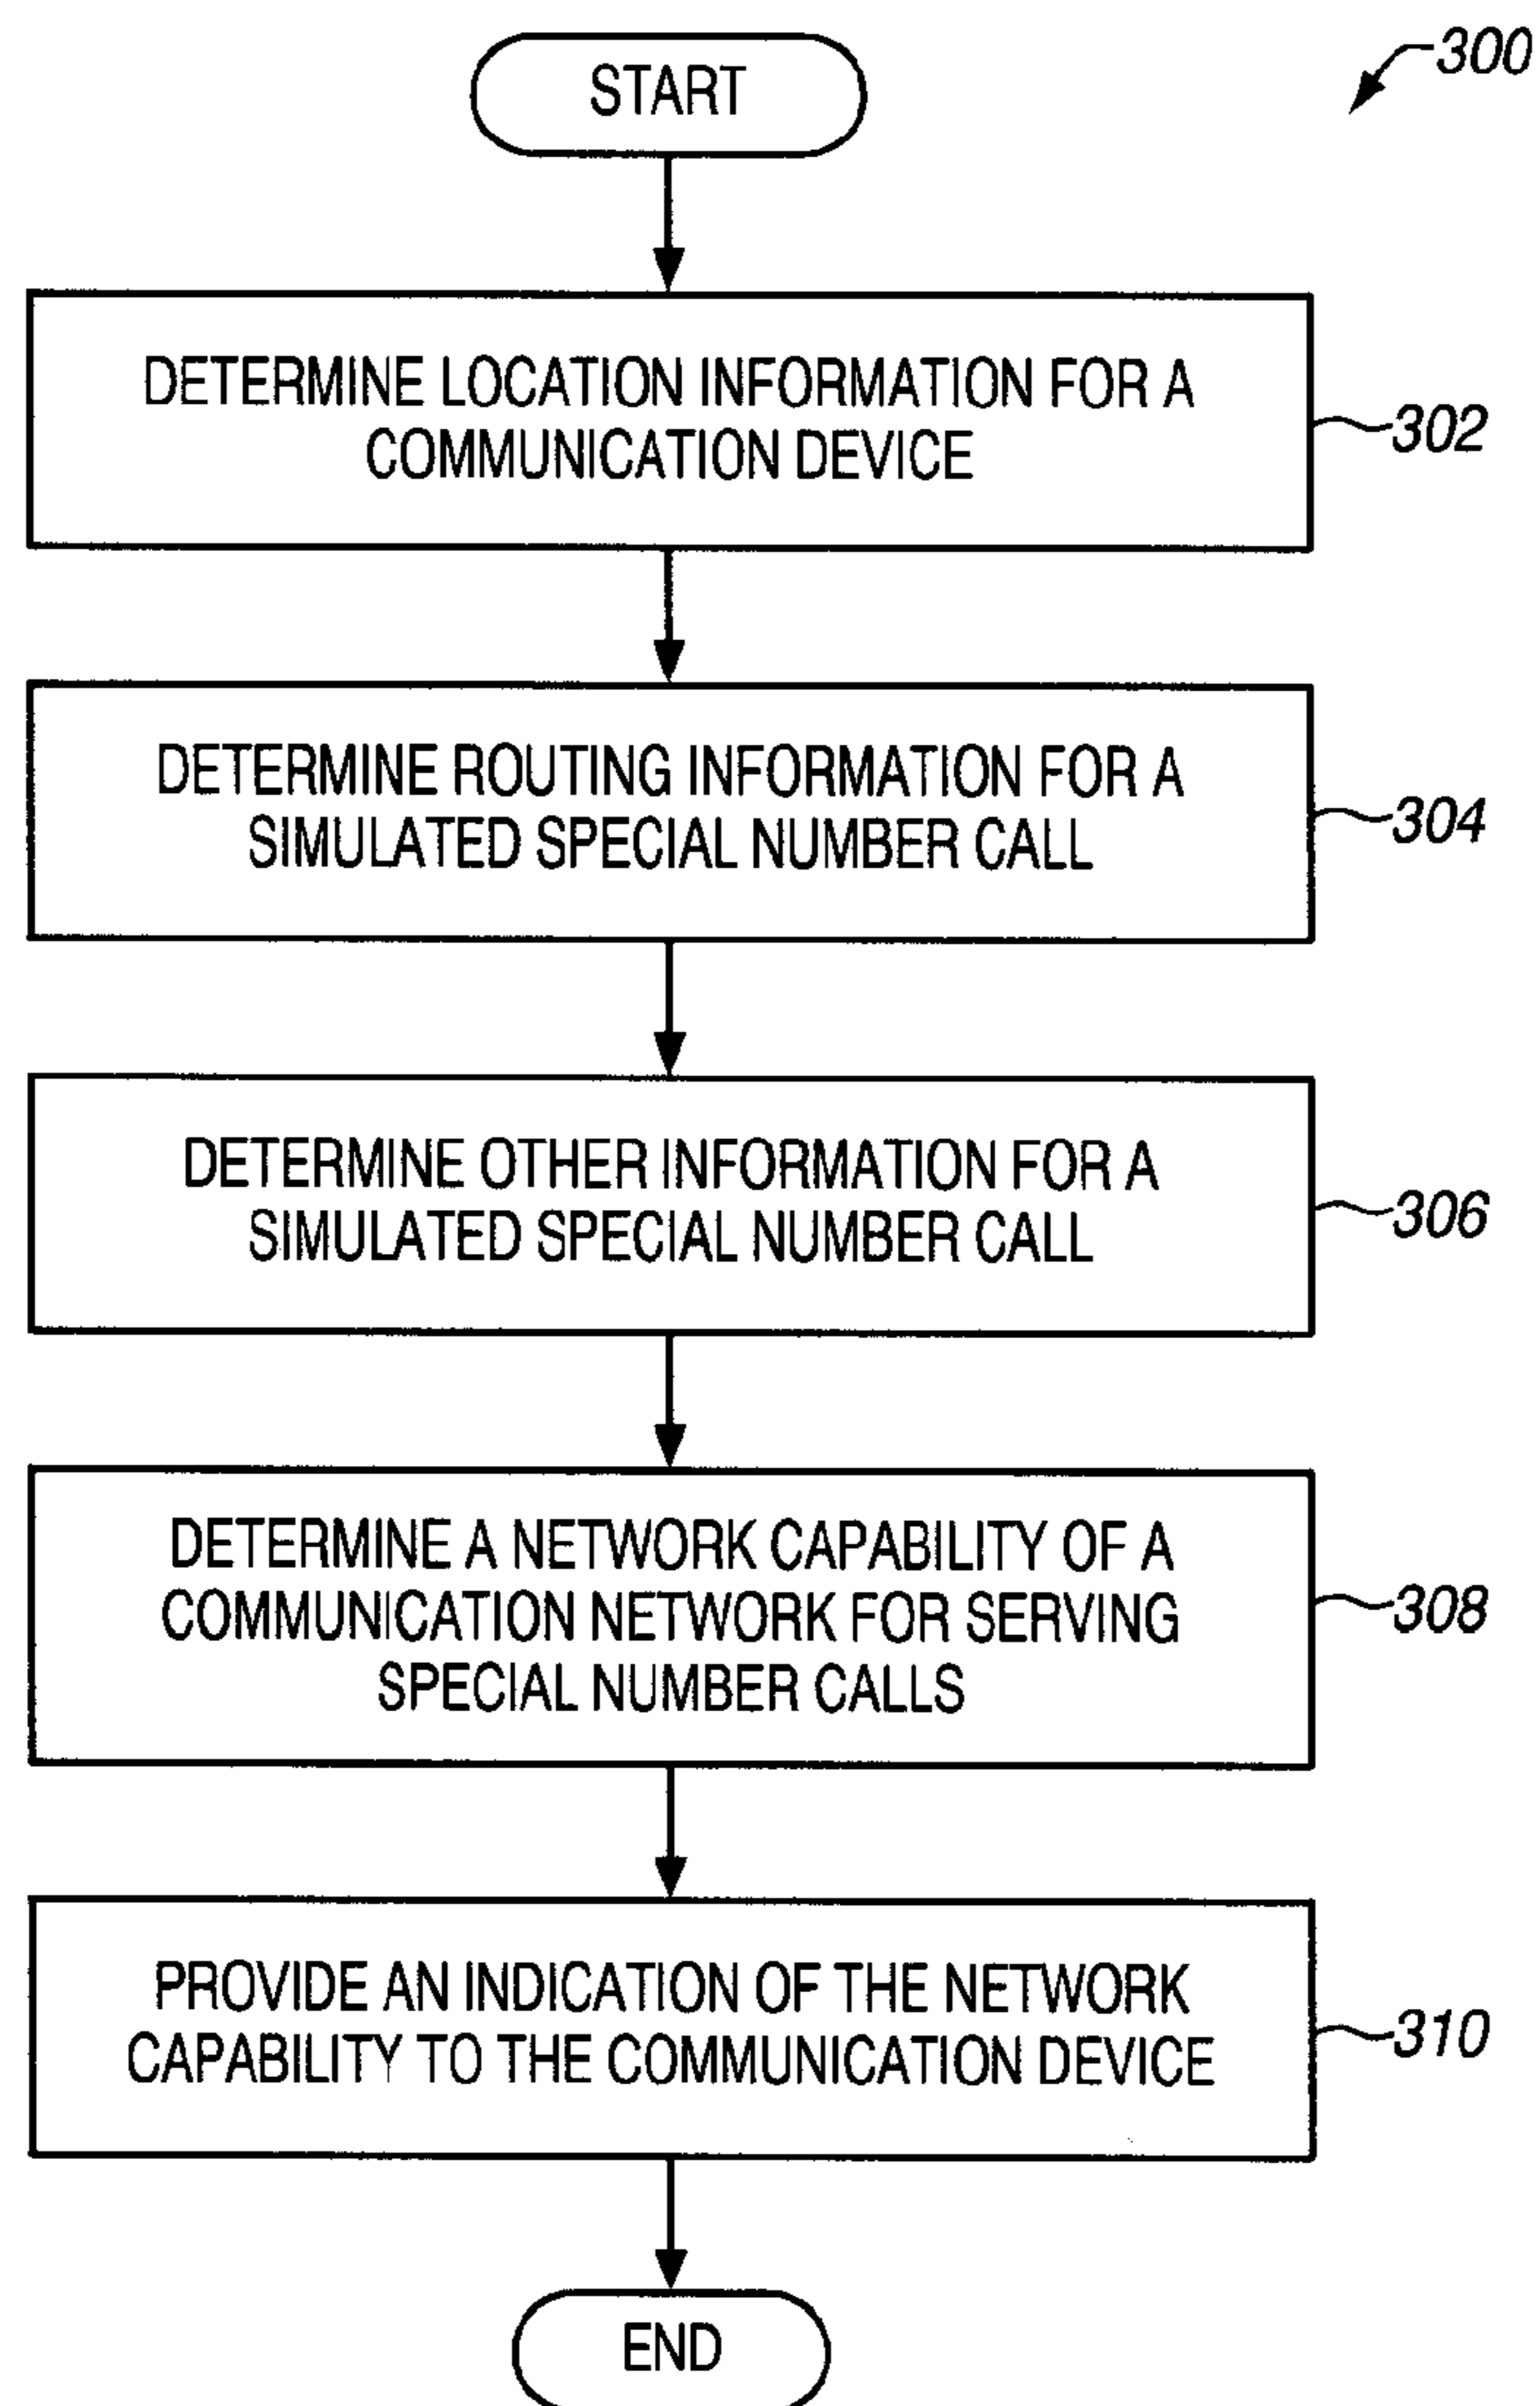 START
300
DETERMINE LOCATION INFORMATION FOR A
COMMUNICATION DEVICE
302
DETERMINE ROUTING INFORMATION FOR A
SIMULATED SPECIAL NUMBER CALL
304
DETERMINE OTHER INFORMATION FOR A
SIMULATED SPECIAL NUMBER CALL
306
DETERMINE A NETWORK CAPABILITY OF A
COMMUNICATION NETWORK FOR SERVING
SPECIAL NUMBER CALLS
308
PROVIDE AN INDICATION OF THE NETWORK
CAPABILITY TO THE COMMUNICATION DEVICE
310
END